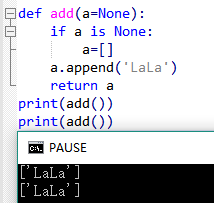 def add(a=None):
    if a is None:
        a=[]
    a.append('LaLa')
    return a
print(add())
print(add())
C:\. PAUSE
['LaLa']
['LaLa']